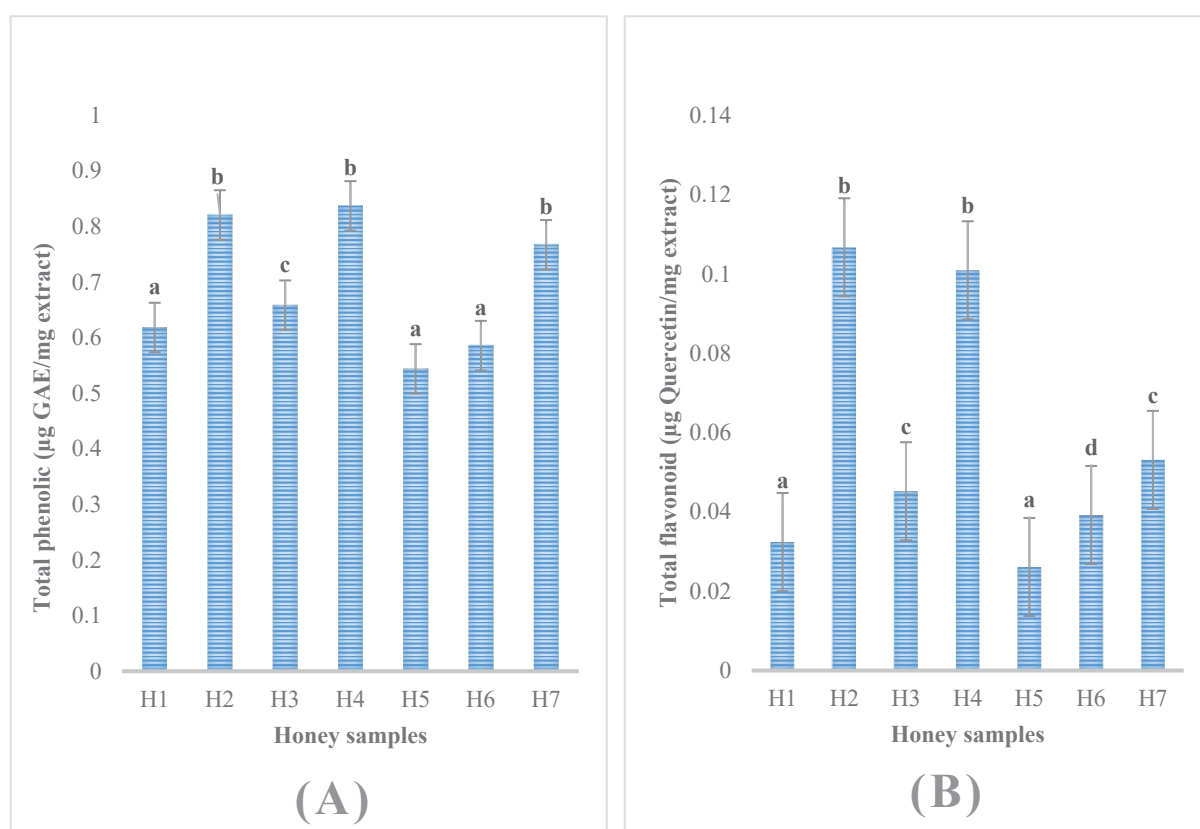 Total phenolic (µg GAE/mg extract)
1
0.9
0.8
0.7
0.6
0.5
0.4
0.3
0.2
0.1
0
a
b
c
b
a
a
b
H1 H2 H3 H4 H5 H6 H7
Honey samples
(A)
Total flavonoid (µg Quercetin/mg extract)
0.14
0.12
0.1
0.08
0.06
0.04
0.02
0
a
b
c
b
a
d
c
H1 H2 H3 H4 H5 H6 H7
Honey samples
(B)